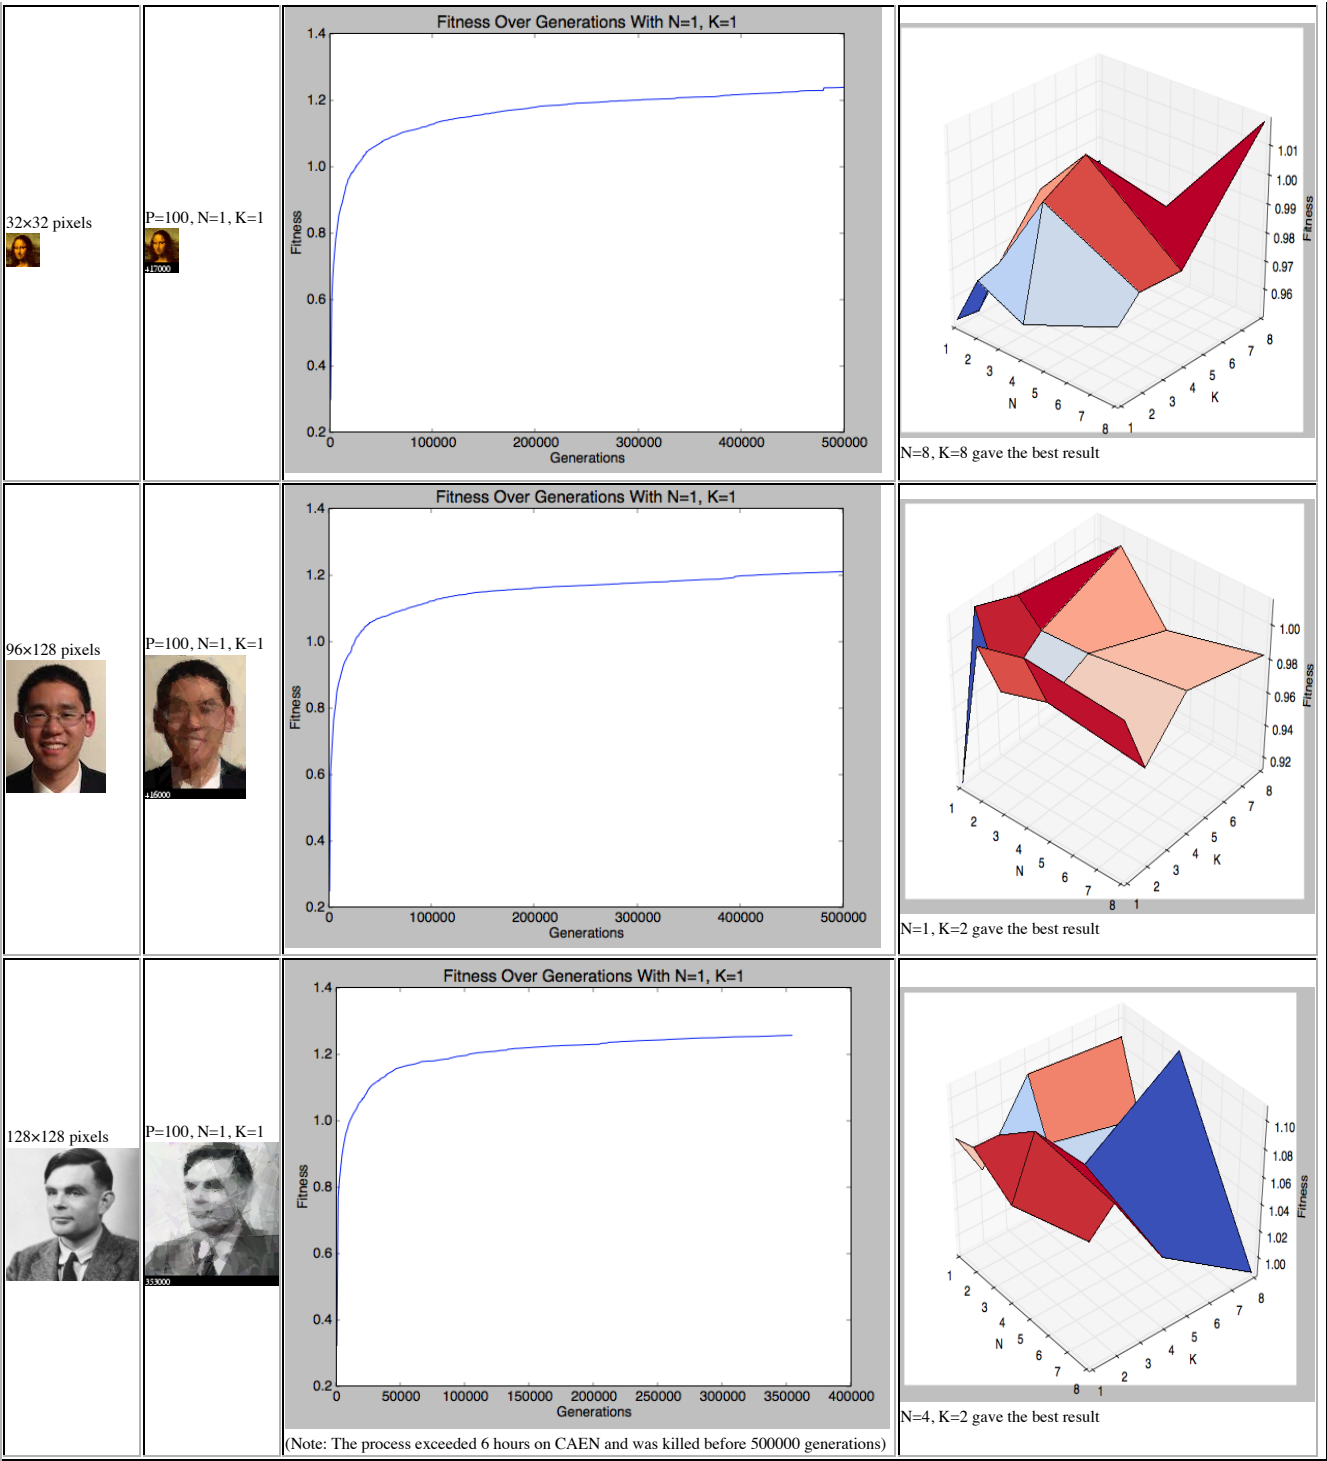 32×32 pixels
P=100, N=1, K=1
Fitness Over Generations With N=1, K=1
1.4
1.2
1.0
0.8
0.6
0.4
0.2
Fitness
0 100000 200000 300000 400000 500000
Generations
1.01
1.00
0.99
0.98
0.97
0.96
Fitness
1 2 3 4 5 6 7 8
N
1 2 3 4 5 6 7 8
K
N=8, K=8 gave the best result
96×128 pixels
P=100, N=1, K=1
Fitness Over Generations With N=1, K=1
1.4
1.2
1.0
0.8
0.6
0.4
0.2
Fitness
0 100000 200000 300000 400000 500000
Generations
1.00
0.98
0.96
0.94
0.92
Fitness
1 2 3 4 5 6 7 8
N
1 2 3 4 5 6 7 8
K
N=1, K=2 gave the best result
128×128 pixels
P=100, N=1, K=1
353000
Fitness Over Generations With N=1, K=1
1.4
1.2
1.0
0.8
0.6
0.4
0.2
Fitness
0 50000 100000 150000 200000 250000 300000 350000 400000
Generations
(Note: The process exceeded 6 hours on CAEN and was killed before 500000 generations)
1.10
1.08
1.06
1.04
1.02
1.00
Fitness
1 2 3 4 5 6 7 8
N
1 2 3 4 5 6 7 8
K
N=4, K=2 gave the best result